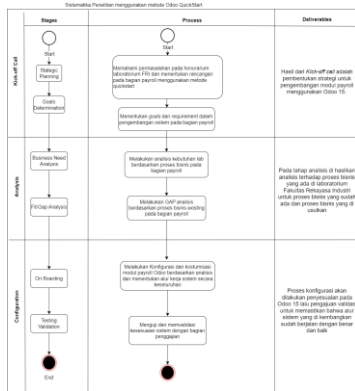 Sistematika Penelitian menggunakan metode Odoo QuickStart
Stages
Process
Deliverables
Kick-off Call
Start
Strategic
Planning
Goals
Determination
Start
Memahami permasalahan pada honorarium
laboratorium FRI dan menentukan rancangan
pada bagian payroll menggunakan metode
quickstart
Menentukan goals dan requirement dalam
pengembangan sistem pada bagian payroll
Hasil dari Kick-off call adalah
pembentukan strategi untuk
pengembangan modul payroll
menggunakan Odoo 15.
Analysis
Business Need
Analysis
Fit/Gap Analysis
Melakukan analisis kebutuhan lab
berdasarkan proses bisnis pada
bagian payroll
Melakukan GAP analysis
berdasarkan proses bisnis existing
pada bagian payroll
Pada tahap analisis di hasilkan
analisis terhadap proses bisnis
yang ada di laboratorium
Fakultas Rekayasa Industri
untuk proses bisnis yang sudah
ada dan proses bisnis yang di
usulkan
Configuration
On Boarding
Testing
Validation
End
Melakukan Konfigurasi dan kostumisasi
modul payroll Odoo berdasarkan analisis
dan menentukan alur kerja sistem secara
keseluruhan
Menguji dan memvalidasi
kesesuaian sistem dengan bagian
penggajian
Proses konfigurasi akan
dilakukan penyesuaian pada
Odoo 15 lalu pengujian validasi
untuk memastikan bahwa alur
sistem yang di kembangkan
sudah berjalan dengan benar
dan baik